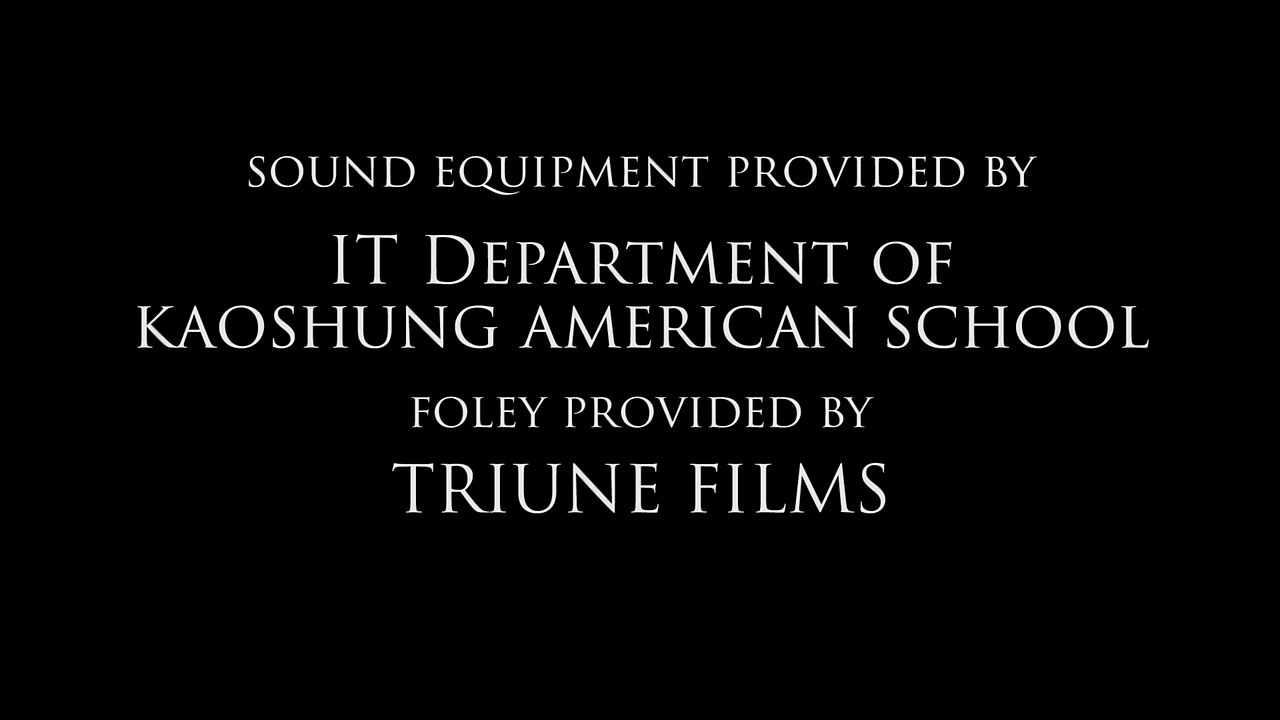 SOUND EQUIPMENT PROVIDED BY
IT DEPARTMENT OF
KAOSHUNG AMERICAN SCHOOL
FOLEY PROVIDED BY
TRIUNE FILMS